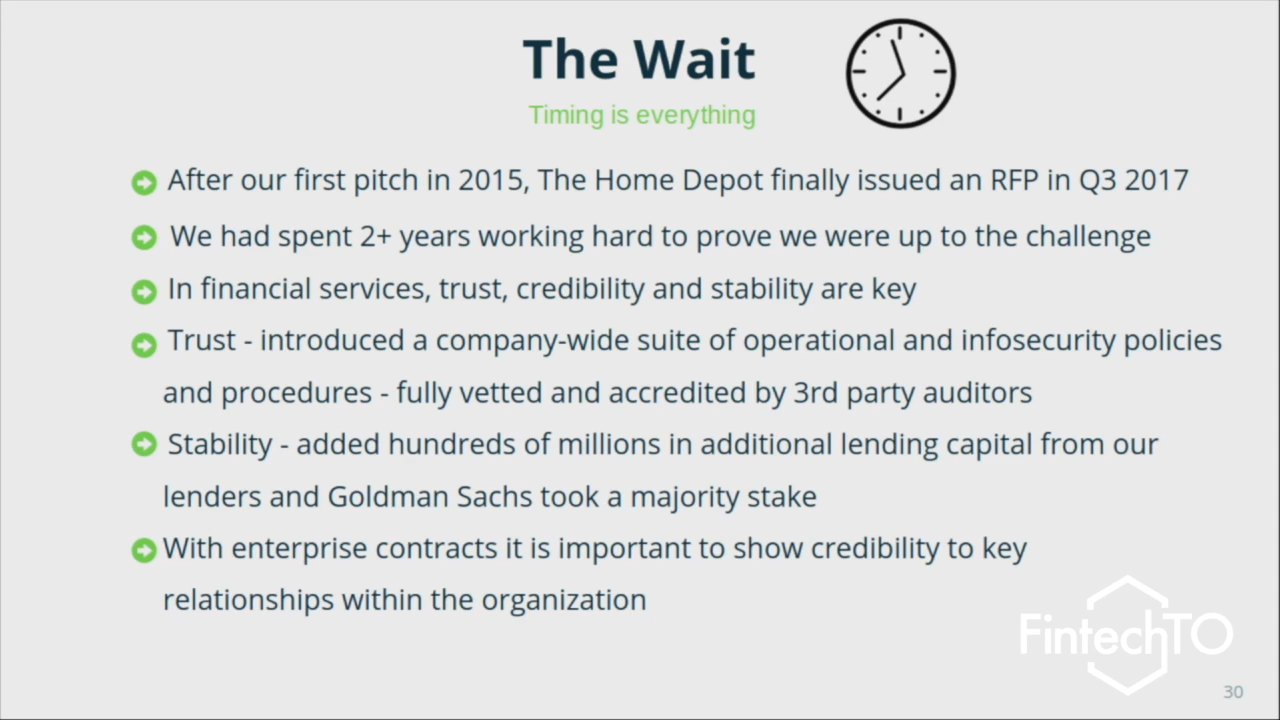 The Wait
Timing is everything
After our first pitch in 2015, The Home Depot finally issued an RFP in Q3 2017
We had spent 2+ years working hard to prove we were up to the challenge
In financial services, trust, credibility and stability are key
Trust - introduced a company-wide suite of operational and infosecurity policies
and procedures - fully vetted and accredited by 3rd party auditors
Stability - added hundreds of millions in additional lending capital from our
lenders and Goldman Sachs took a majority stake
With enterprise contracts it is important to show credibility to key
relationships within the organization
FintechTO
30